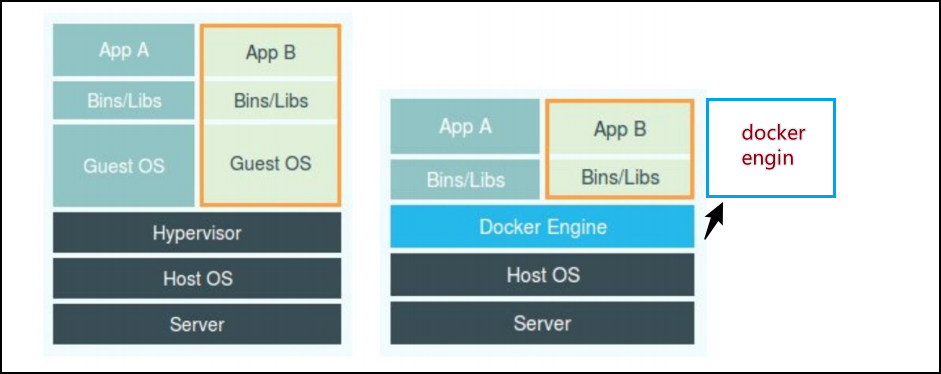 App A
App B
Bins/Libs
Bins/Libs
Guest OS
Guest OS
Hypervisor
Host OS
Server
App A
App B
Bins/Libs
Bins/Libs
Docker Engine
Host OS
Server
docker
engin